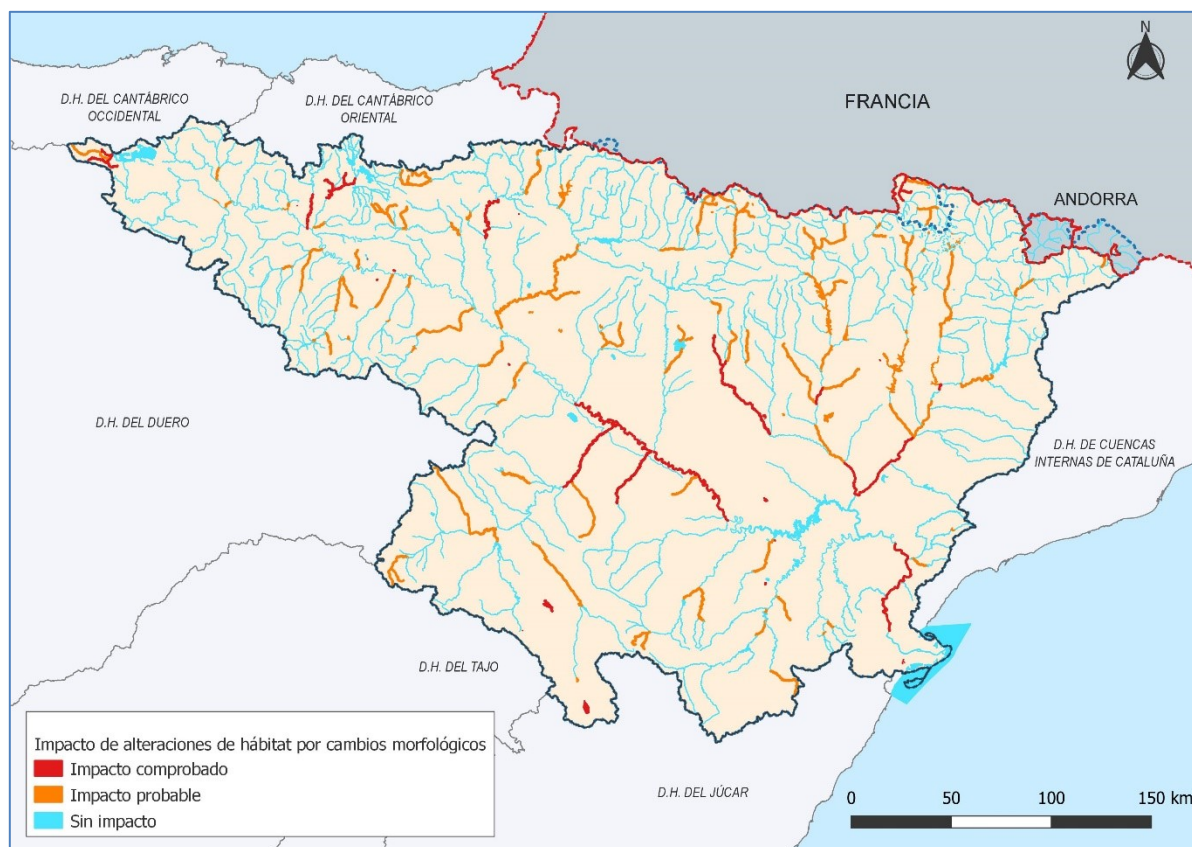 N
D.H. DEL CANTÁBRICO
OCCIDENTAL
D.H. DEL CANTÁBRICO
ORIENTAL
FRANCIA
ANDORRA
D.H. DEL DUERO
D.H. DE CUENCAS
INTERNAS DE CATALUÑA
D.H. DEL TAJO
D.H. DEL JÚCAR
Impacto de alteraciones de hábitat por cambios morfológicos
Impacto comprobado
Impacto probable
Sin impacto
0 50 100 150 km